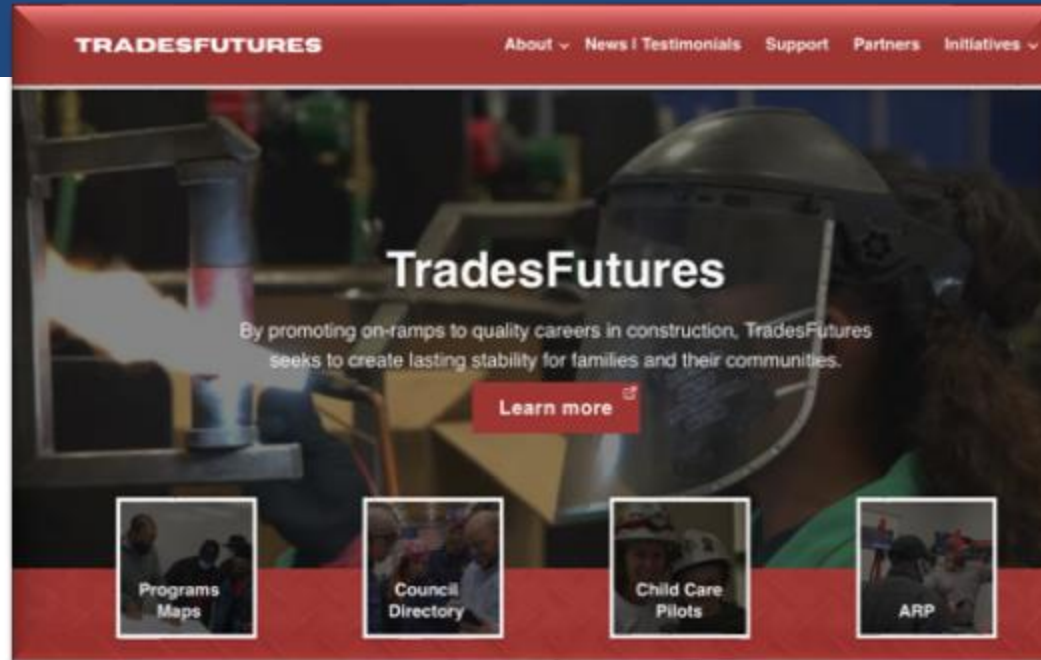 TRADESFUTURES
About News | Testimonials Support Partners Initiatives
TradesFutures
By promoting on-ramps to quality careers in construction, TradesFutures
seeks to create lasting stability for families and their communities.
Learn more
Programs
Maps
Council
Directory
Child Care
Pilots
ARP